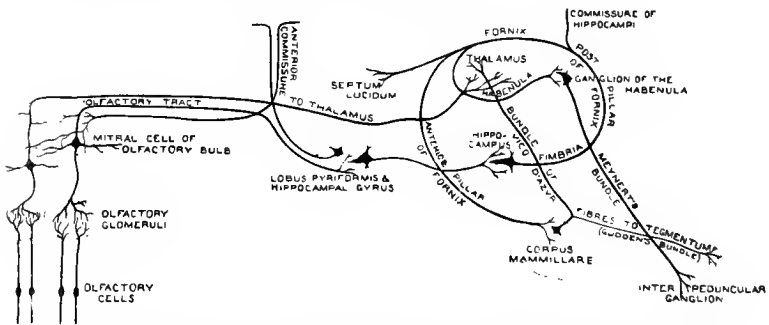 COMMISSURE OF
HIPPOCAMPI
ANTERIOR
COMMISSURE
FORNIX
THALAMUS
SEPTUM
LUCIDUM
HABENULA
POST PILLAR
OF FORNIX
GANGLION OF THE
HABENULA
OLFACTORY TRACT
TO THALAMUS
MITRAL CELL OF
OLFACTORY BULB
BUNDLE
VICQ
D'AZYR
ANTERIOR PILLAR
OF FORNIX
HIPPO-
CAMPUS
FIMBRIA
LOBUS PYRIFORMIS &
HIPPOCAMPAL GYRUS
MEYNERT'S
BUNDLE
OLFACTORY
GLOMERULI
FIBRES TO TEGMENTUM
(GUDDEN'S BUNDLE)
CORPUS
MAMMILLARE
OLFACTORY
CELLS
INTERPEDUNCULAR
GANGLION